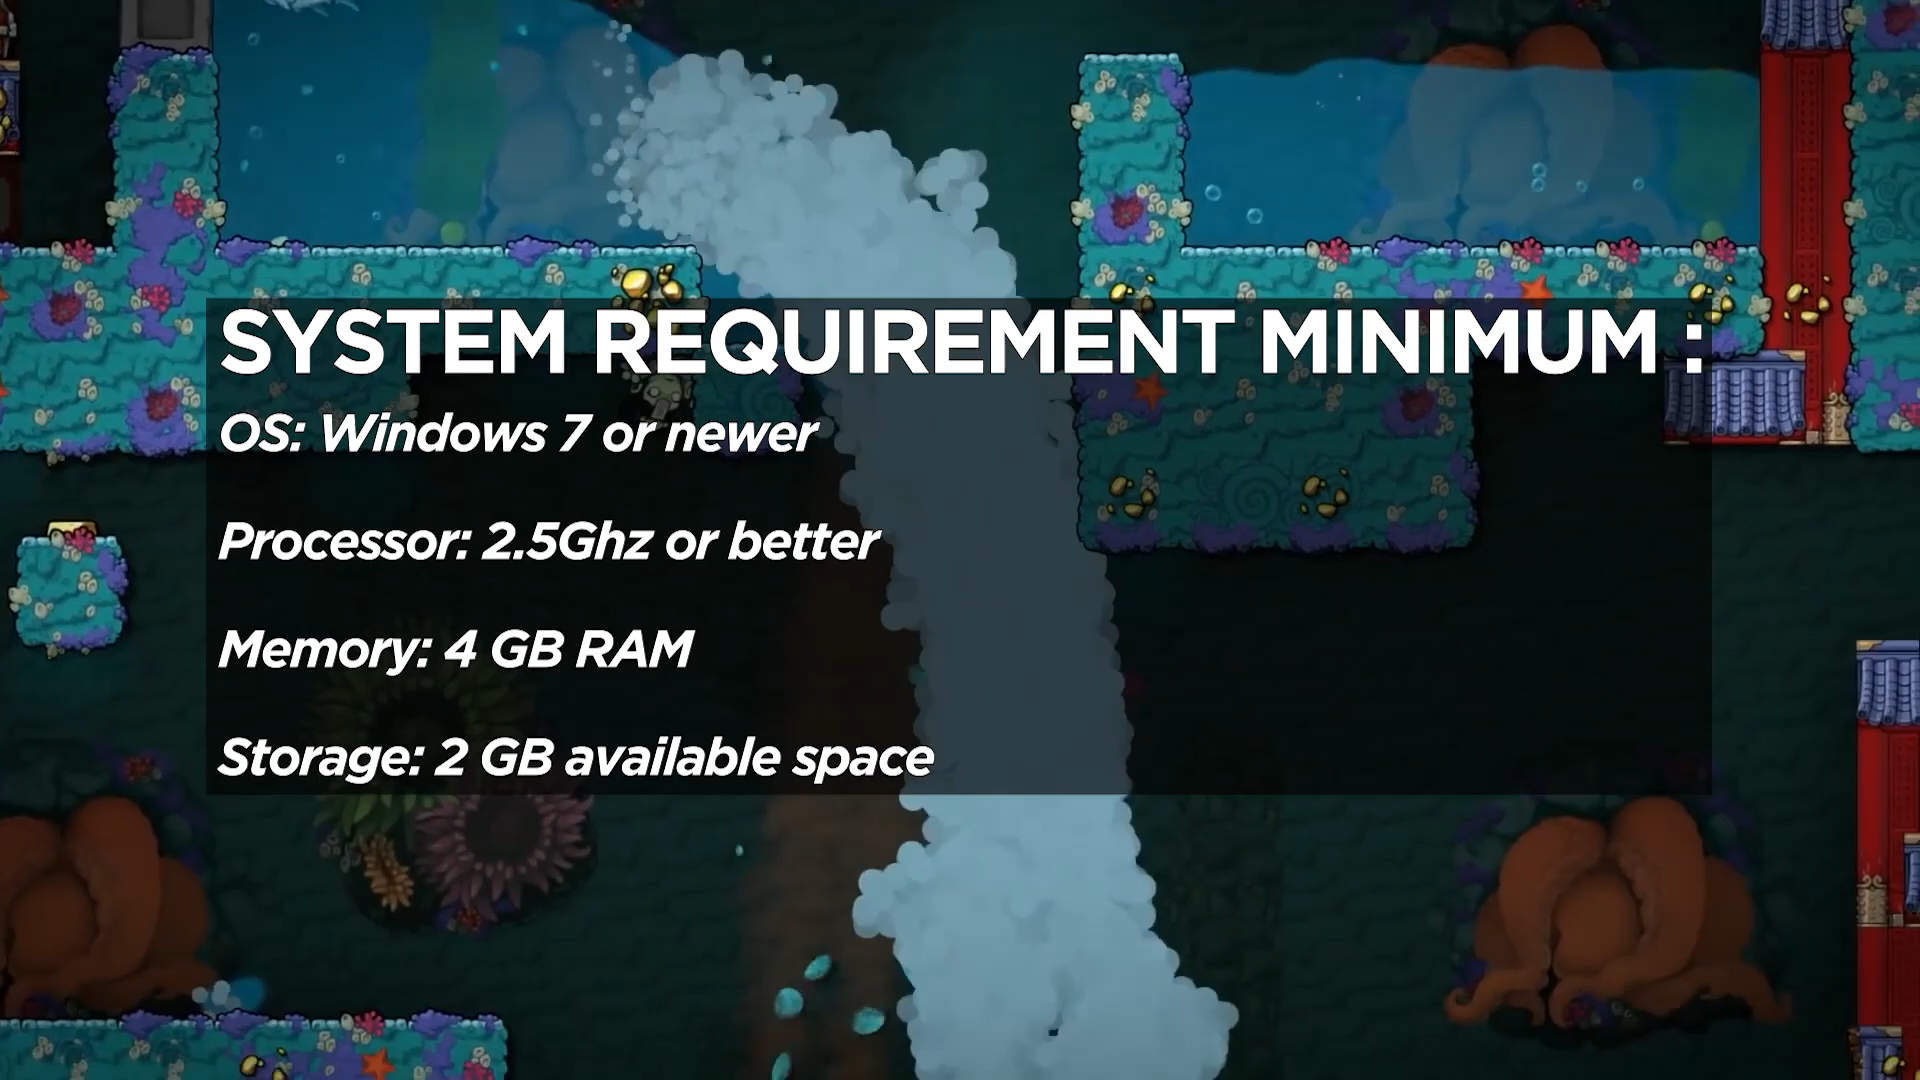 SYSTEM REQUIREMENT MINIMUM :
OS: Windows 7 or newer
Processor: 2.5Ghz or better
Memory: 4 GB RAM
Storage: 2 GB available space